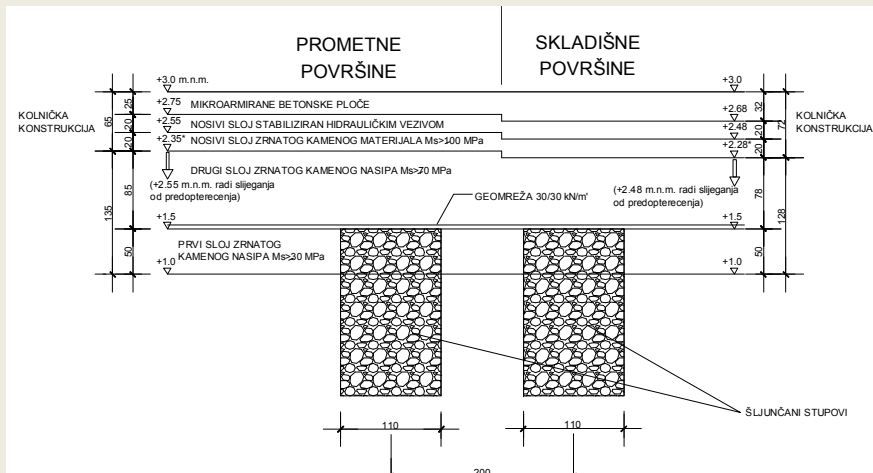 PROMETNE
POVRŠINE
SKLADIŠNE
POVRŠINE
+3.0 m.n.m.
+3.0
KOLNIČKA
KONSTRUKCIJA
65
25
+2.75 MIKROARMIRANE BETONSKE PLOČE
20
+2.55 NOSIVI SLOJ STABILIZIRAN HIDRAULIČKIM VEZIVOM
20
+2.35* NOSIVI SLOJ ZRNATOG KAMENOG MATERIJALA Ms>100 MPa
+2.68
+2.48
+2.28*
32
20
20
72
KOLNIČKA
KONSTRUKCIJA
DRUGI SLOJ ZRNATOG KAMENOG NASIPA Ms>70 MPa
(+2.55 m.n.m. radi slijeganja
od predopterecenja)
GEOMREŽA 30/30 kN/m'
(+2.48 m.n.m. radi slijeganja
od predopterecenja)
135
85
78
128
+1.5
+1.5
PRVI SLOJ ZRNATOG
KAMENOG NASIPA Ms>30 MPa
50
50
+1.0
+1.0
ŠLJUNČANI STUPOVI
110
110
200